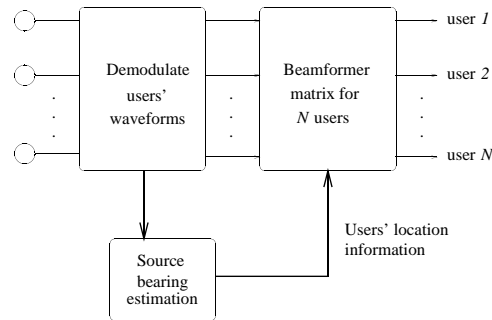 Demodulate
users'
waveforms
Beamformer
matrix for
N users
user 1
user 2
user N
Users' location
information
Source
bearing
estimation